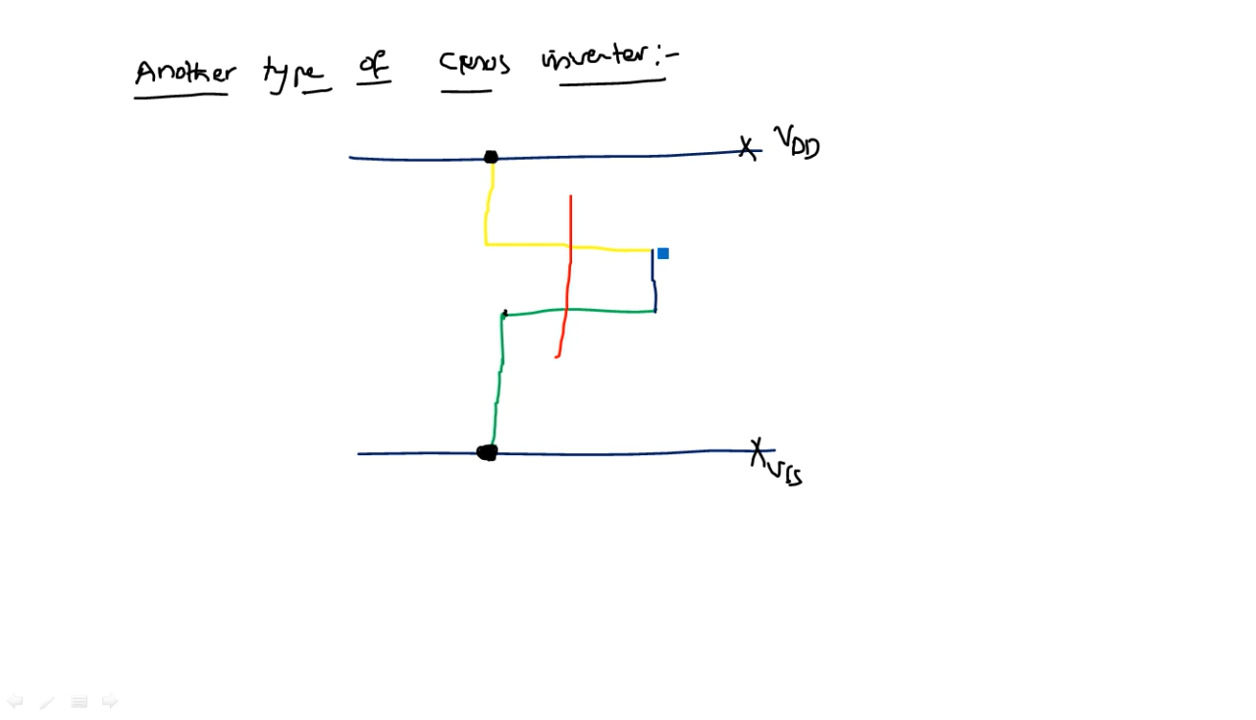 Another type of CMOS inverter:-
VDD
VSS